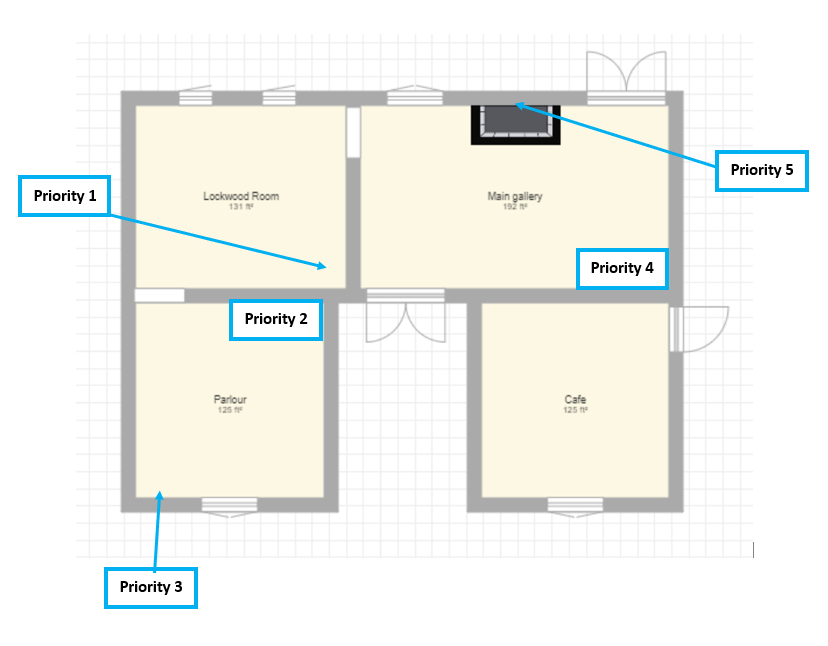 Priority 5
Priority 1
Lockwood Room
131 ft²
Main gallery
192 ft²
Priority 4
Priority 2
Parlour
125 ft²
Cafe
125 ft²
Priority 3